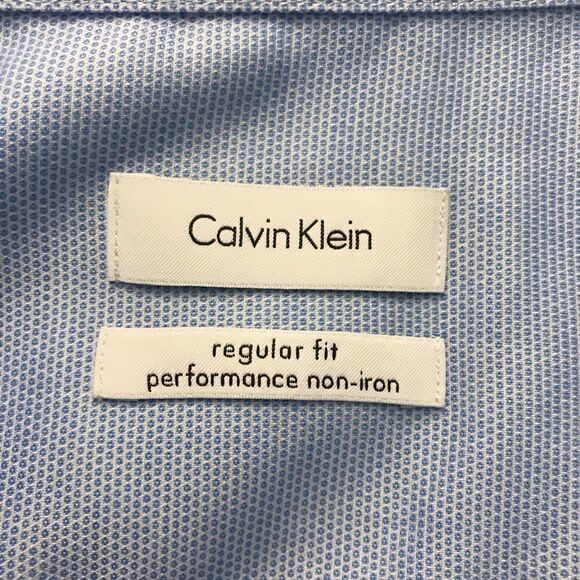 Calvin Klein
regular fit
performance non-iron